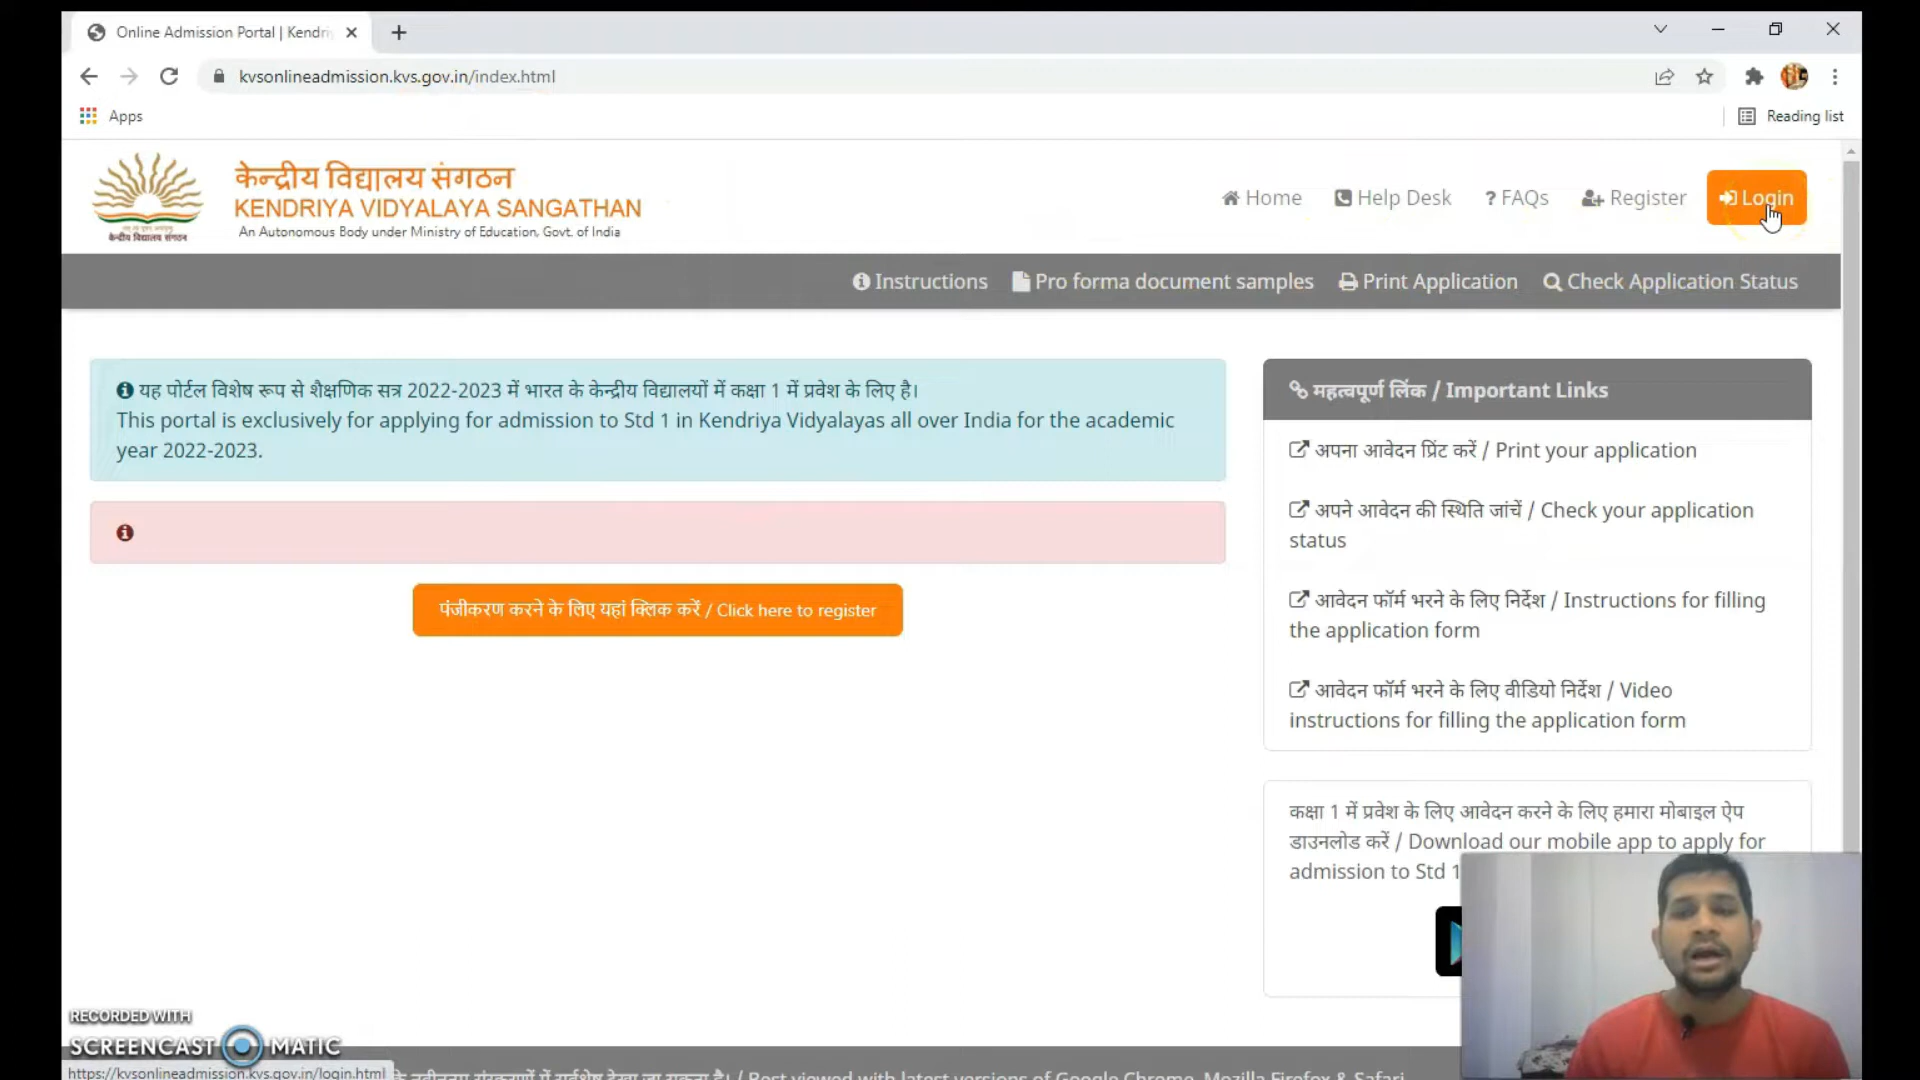 Online Admission Portal | Kendri
kvsonlineadmission.kvs.gov.in/index.html
Apps
Reading list
केन्द्रीय विद्यालय संगठन
KENDRIYA VIDYALAYA SANGATHAN
An Autonomous Body under Ministry of Education, Govt. of India
केन्द्रीय विद्यालय संगठन
Home
Help Desk
? FAQs
Register
Login
Instructions
Pro forma document samples
Print Application
Check Application Status
यह पोर्टल विशेष रूप से शैक्षणिक सत्र 2022-2023 में भारत के केन्द्रीय विद्यालयों में कक्षा 1 में प्रवेश के लिए है।
This portal is exclusively for applying for admission to Std 1 in Kendriya Vidyalayas all over India for the academic
year 2022-2023.
पंजीकरण करने के लिए यहां क्लिक करें / Click here to register
महत्वपूर्ण लिंक / Important Links
अपना आवेदन प्रिंट करें / Print your application
अपने आवेदन की स्थिति जांचें / Check your application
status
आवेदन फॉर्म भरने के लिए निर्देश / Instructions for filling
the application form
आवेदन फॉर्म भरने के लिए वीडियो निर्देश / Video
instructions for filling the application form
कक्षा 1 में प्रवेश के लिए आवेदन करने के लिए हमारा मोबाइल ऐप
डाउनलोड करें / Download our mobile app to apply for
admission to Std 1
RECORDED WITH
SCREENCAST MATIC
https://kvsonlineadmission.kvs.gov.in/login.html
के नवीनतम संस्करणों में सर्वश्रेष्ठ देखा जा सकता है। / Best viewed with latest versions of Google Chrome, Mozilla Firefox & Safari